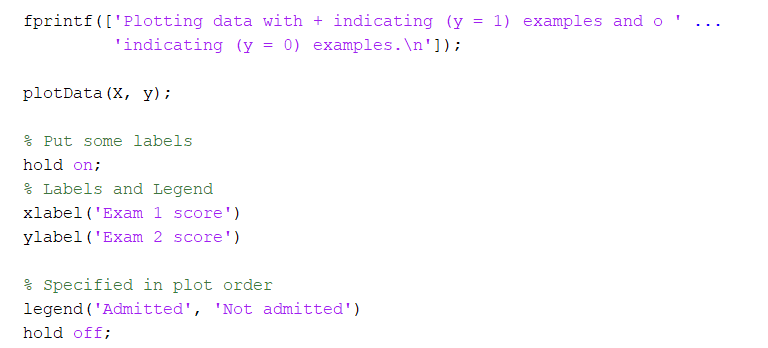 fprintf(['Plotting data with + indicating (y = 1) examples and o ' ...
'indicating (y = 0) examples.\n']);
plotData(X, y);
% Put some labels
hold on;
% Labels and Legend
xlabel('Exam 1 score')
ylabel('Exam 2 score')
% Specified in plot order
legend('Admitted', 'Not admitted')
hold off;